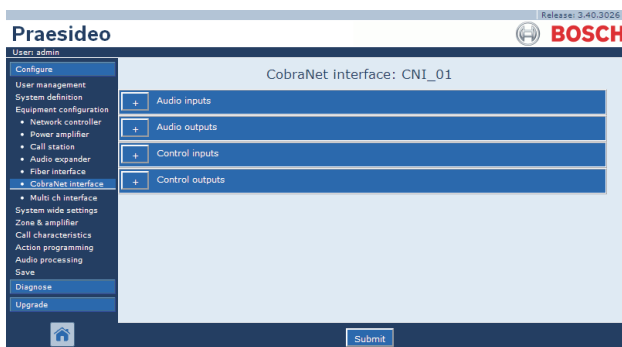 Release: 3.40.3026
Praesideo
BOSCH
User: admin
Configure
User management
System definition
Equipment configuration
• Network controller
• Power amplifier
• Call station
• Audio expander
• Fiber interface
• CobraNet interface
• Multi ch interface
System wide settings
Zone & amplifier
Call characteristics
Action programming
Audio processing
Save
Diagnose
Upgrade
CobraNet interface: CNI_01
+ Audio inputs
+ Audio outputs
+ Control inputs
+ Control outputs
Submit